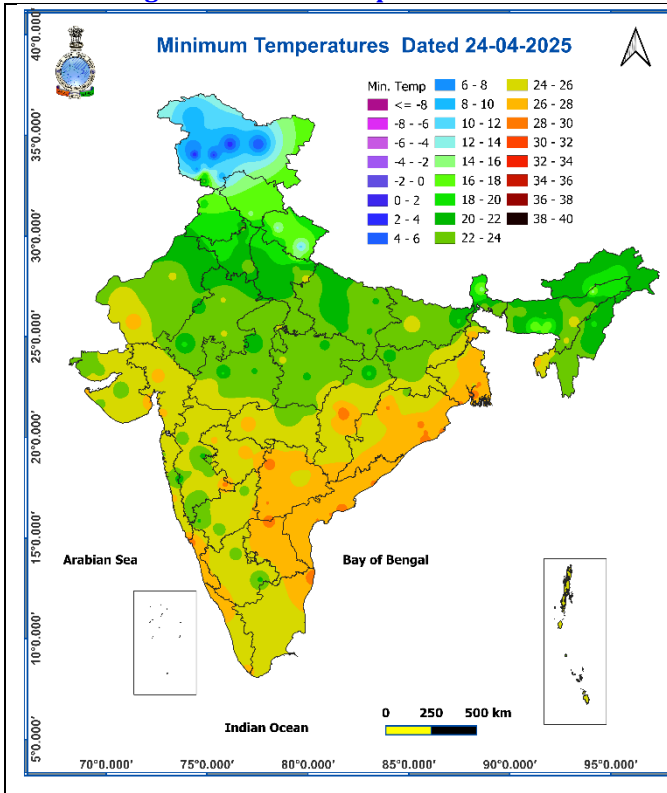 Minimum Temperatures Dated 24-04-2025
Min. Temp
<= -8
-8 - -6
-6 - -4
-4 - -2
-2 - 0
0 - 2
2 - 4
4 - 6
6 - 8
8 - 10
10 - 12
12 - 14
14 - 16
16 - 18
18 - 20
20 - 22
22 - 24
24 - 26
26 - 28
28 - 30
30 - 32
32 - 34
34 - 36
36 - 38
38 - 40
40°0.000'
35°0.000'
30°0.000'
25°0.000'
20°0.000'
15°0.000'
10°0.000'
5°0.000'
Arabian Sea
Bay of Bengal
Indian Ocean
0 250 500 km
70°0.000' 75°0.000' 80°0.000' 85°0.000' 90°0.000' 95°0.000'